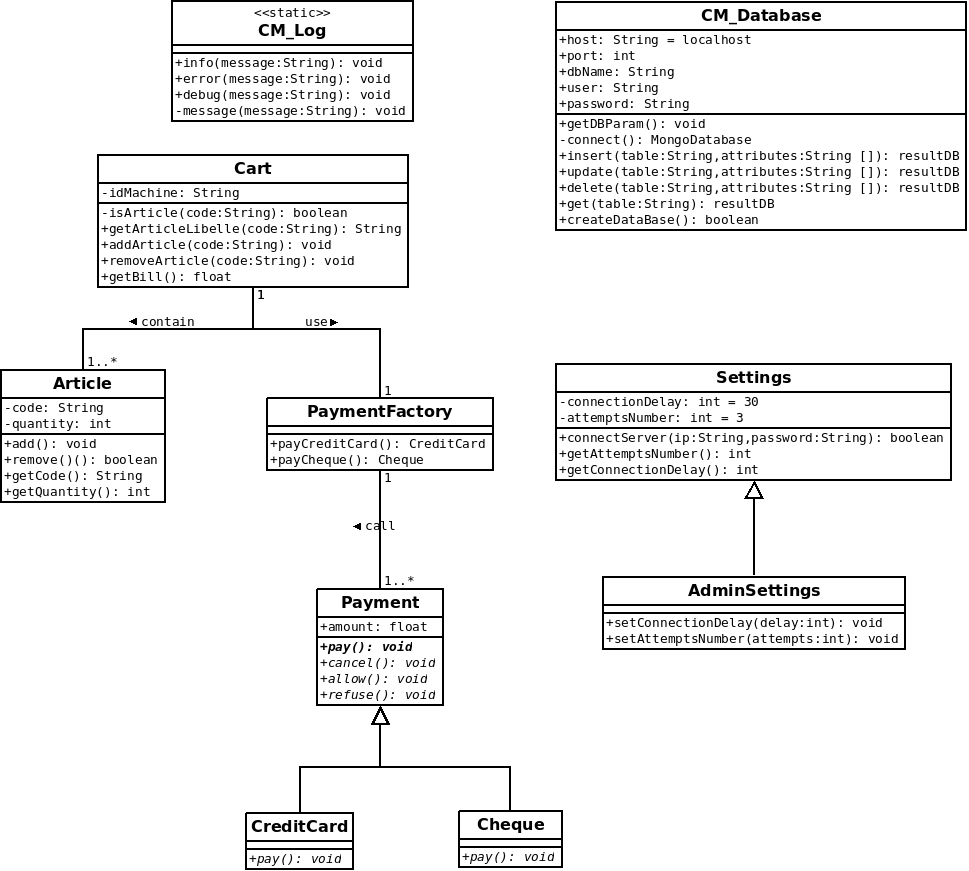 <<static>>
CM_Log
+info(message:String): void
+error(message:String): void
+debug(message:String): void
-message(message:String): void
CM_Database
+host: String = localhost
+port: int
+dbName: String
+user: String
+password: String
+getDBParam(): void
-connect(): MongoDatabase
+insert(table:String,attributes:String []): resultDB
+update(table:String,attributes:String []): resultDB
+delete(table:String,attributes:String []): resultDB
+get(table:String): resultDB
+createDataBase(): boolean
Cart
-idMachine: String
-isArticle(code:String): boolean
+getArticleLibelle(code:String): String
+addArticle(code:String): void
+removeArticle(code:String): void
+getBill(): float
1
contain
use
1..*
1
Article
-code: String
-quantity: int
+add(): void
+remove()(): boolean
+getCode(): String
+getQuantity(): int
PaymentFactory
+payCreditCard(): CreditCard
+payCheque(): Cheque
1
call
1..*
Settings
-connectionDelay: int = 30
-attemptsNumber: int = 3
+connectServer(ip:String,password:String): boolean
+getAttemptsNumber(): int
+getConnectionDelay(): int
AdminSettings
+setConnectionDelay(delay:int): void
+setAttemptsNumber(attempts:int): void
Payment
+amount: float
+pay(): void
+cancel(): void
+allow(): void
+refuse(): void
CreditCard
+pay(): void
Cheque
+pay(): void